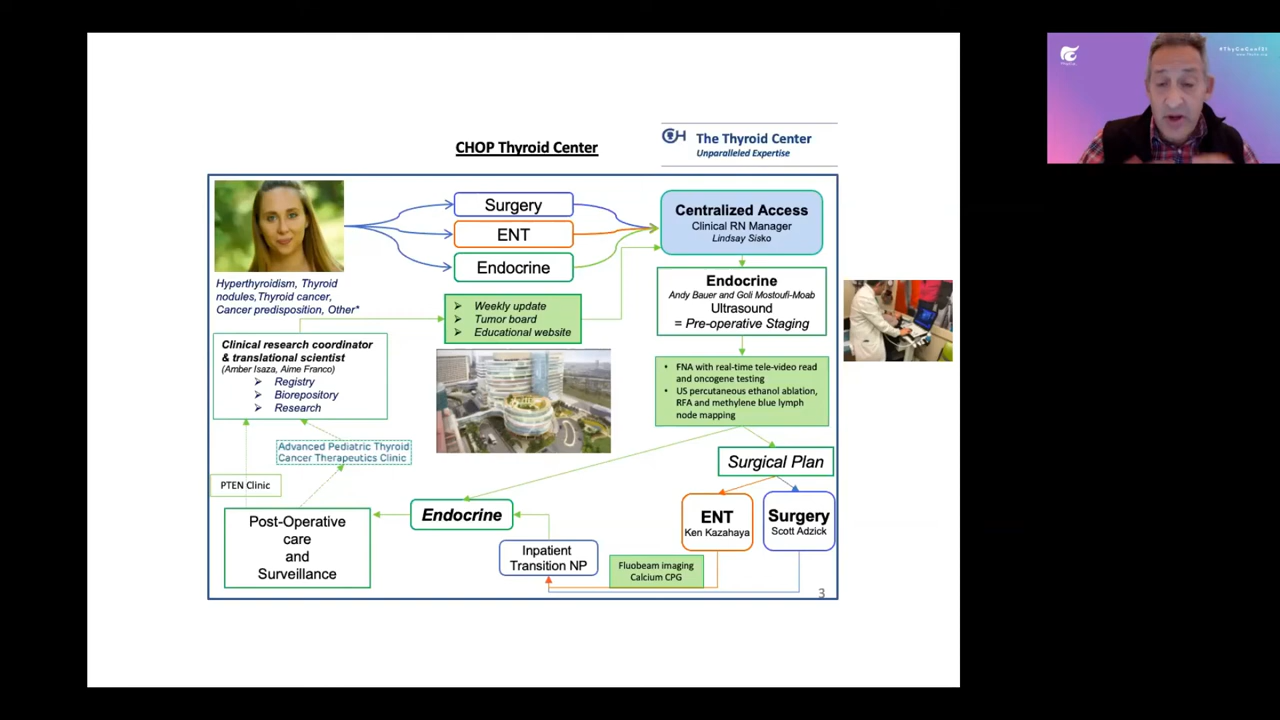 CHOP Thyroid Center
The Thyroid Center
Unparalleled Expertise
Surgery
ENT
Endocrine
Centralized Access
Clinical RN Manager
Lindsay Sisko
Hyperthyroidism, Thyroid
nodules,Thyroid cancer,
Cancer predisposition, Other*
Weekly update
Tumor board
Educational website
Endocrine
Andy Bauer and Goli Mostoufi-Moab
Ultrasound
= Pre-operative Staging
Clinical research coordinator
& translational scientist
(Amber Isaza, Aime Franco)
Registry
Biorepository
Research
• FNA with real-time tele-video read
and oncogene testing
• US percutaneous ethanol ablation,
RFA and methylene blue lymph
node mapping
Advanced Pediatric Thyroid
Cancer Therapeutics Clinic
Surgical Plan
PTEN Clinic
ENT
Ken Kazahaya
Surgery
Scott Adzick
Endocrine
Post-Operative
care
and
Surveillance
Inpatient
Transition NP
Fluobeam imaging
Calcium CPG
3